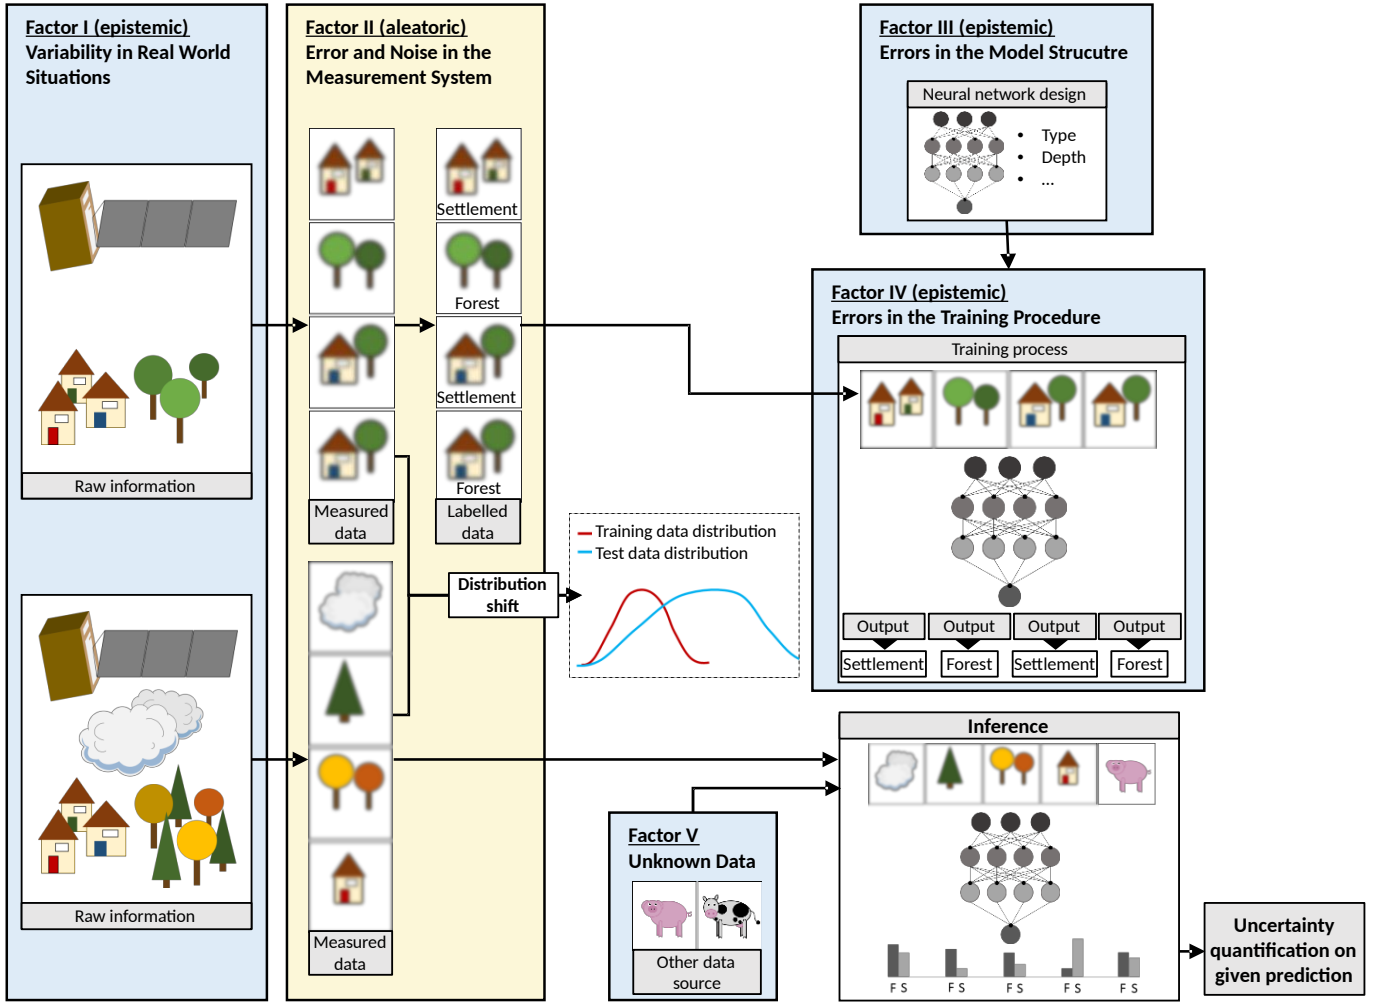 Factor I (epistemic)
Variability in Real World
Situations
Raw information
Raw information
Factor II (aleatoric)
Error and Noise in the
Measurement System
Settlement
Forest
Settlement
Forest
Measured
data
Labelled
data
Measured
data
Distribution
shift
Training data distribution
Test data distribution
Factor III (epistemic)
Errors in the Model Strucutre
Neural network design
• Type
• Depth
• ...
Factor IV (epistemic)
Errors in the Training Procedure
Training process
Output Output Output Output
Settlement Forest Settlement Forest
Factor V
Unknown Data
Other data
source
Inference
F S F S F S F S F S
Uncertainty
quantification on
given prediction